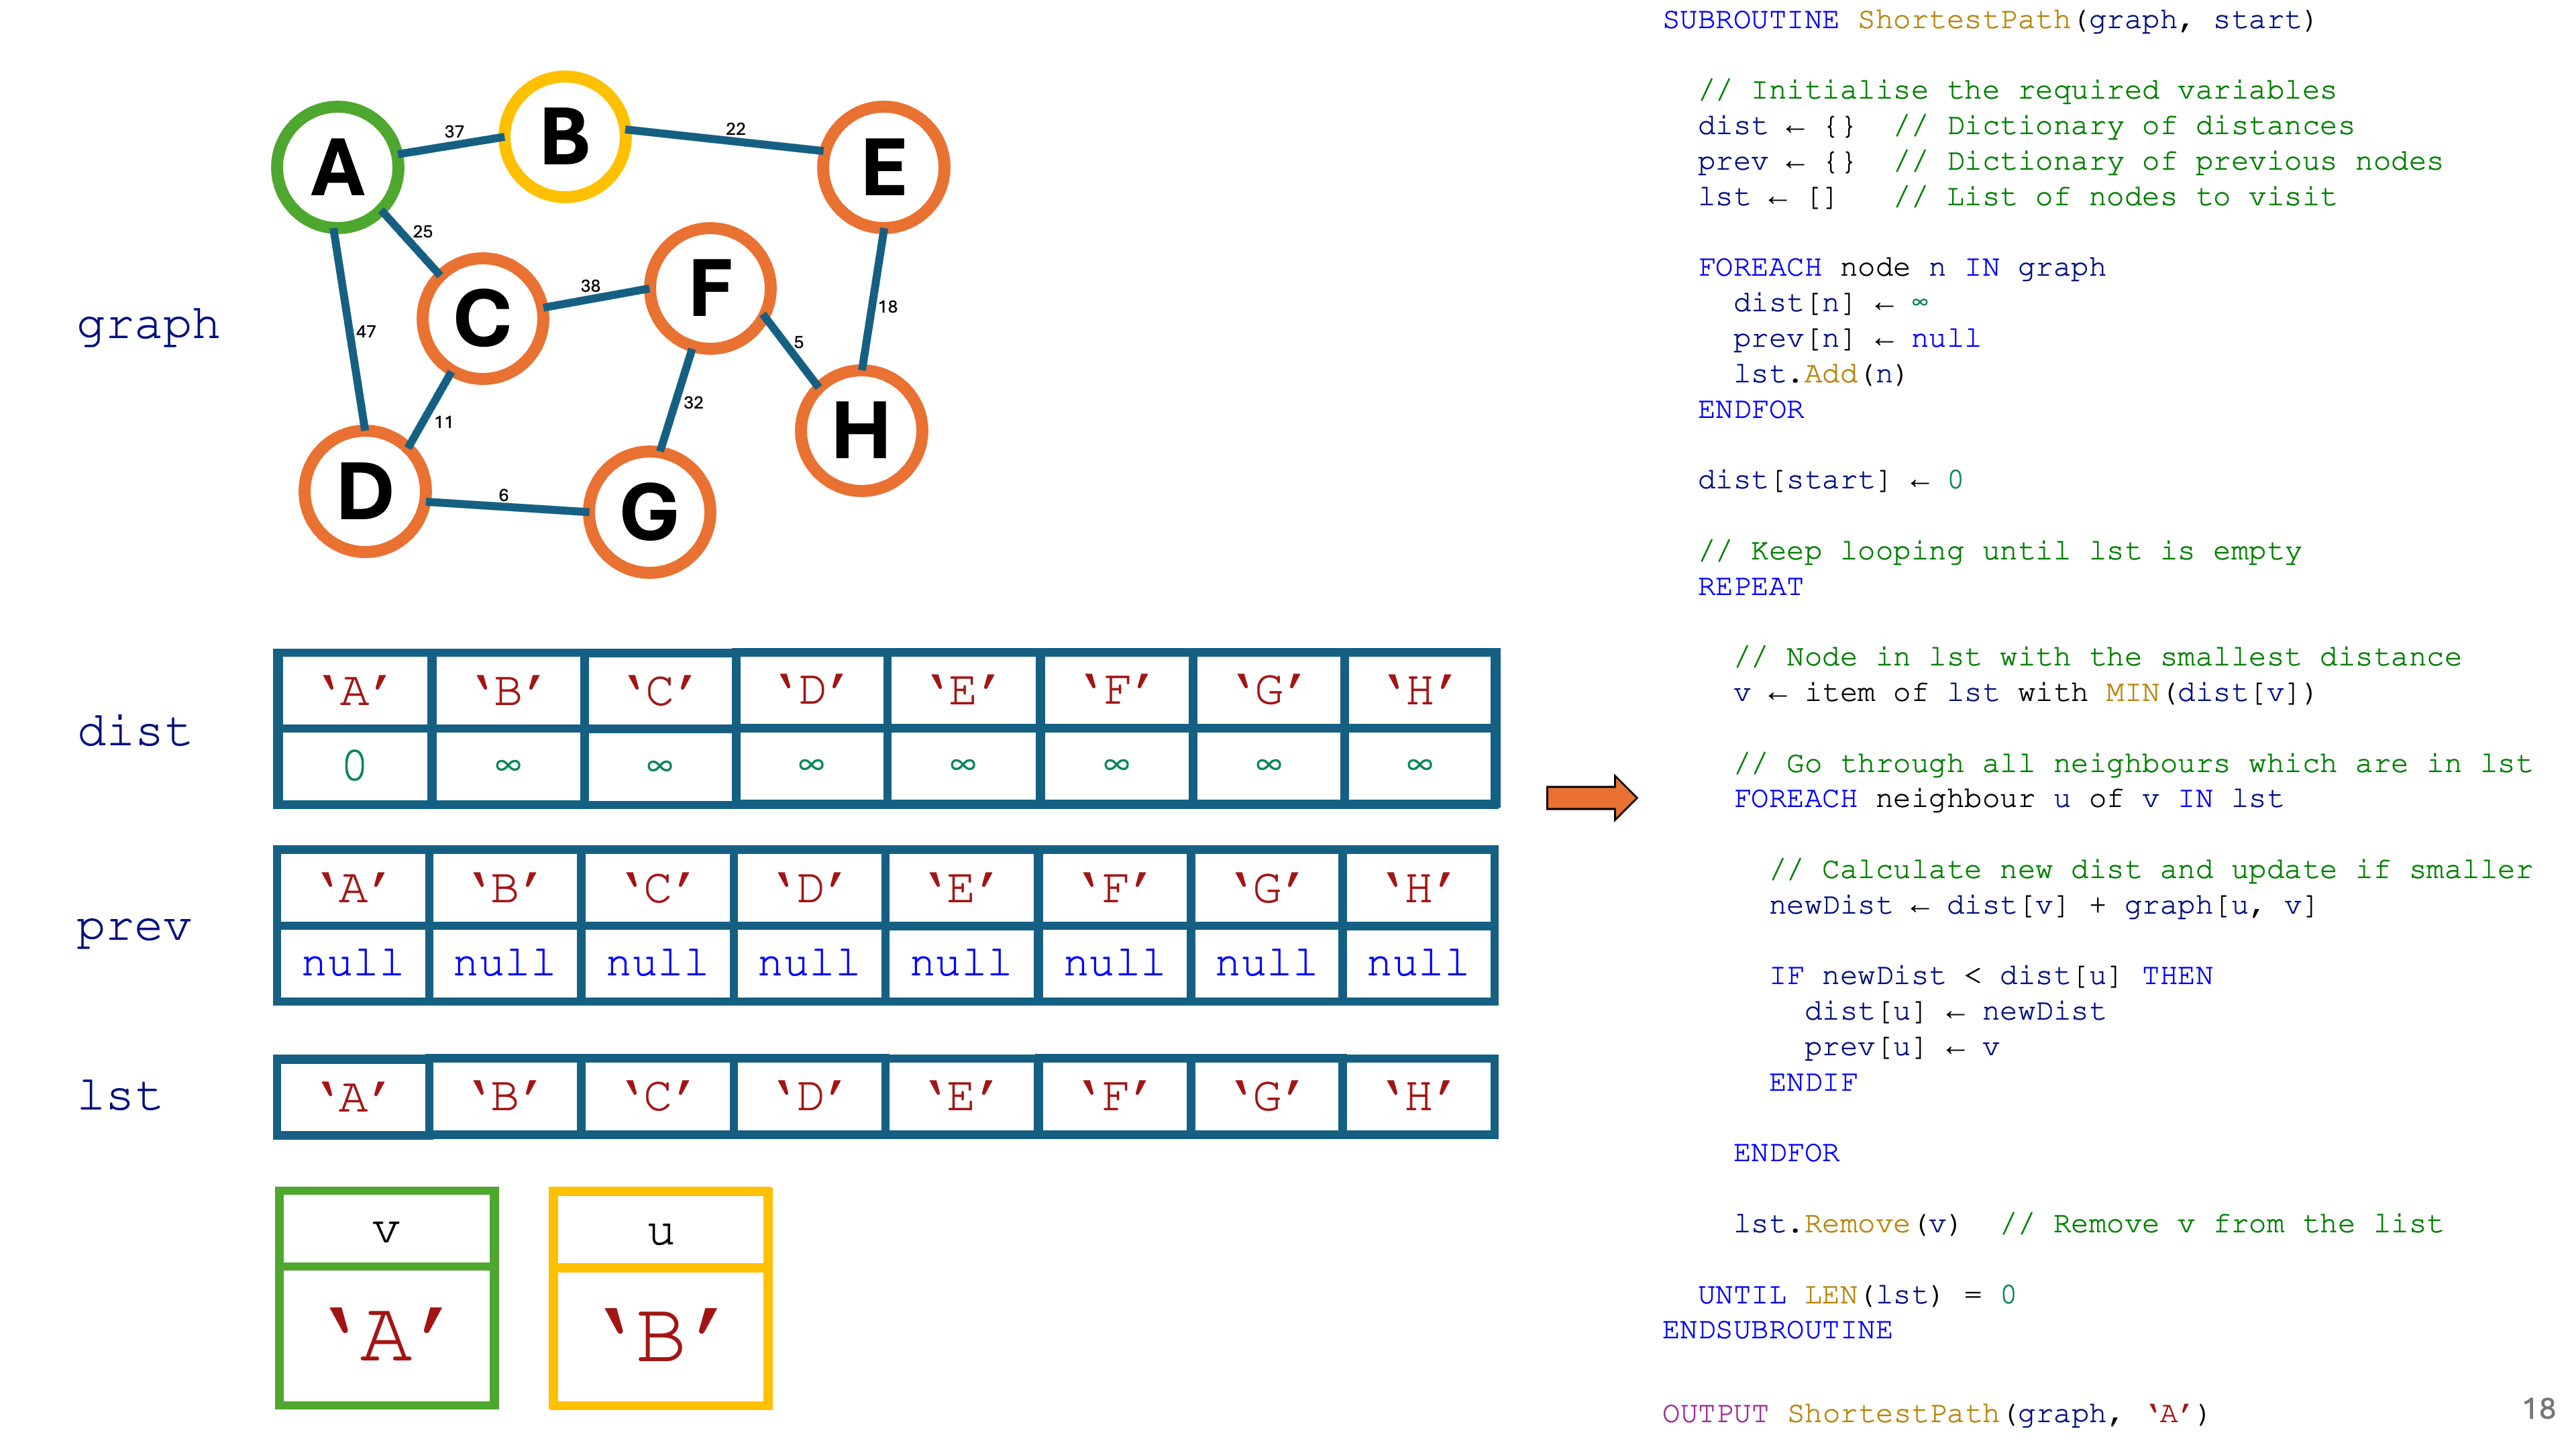 graph
A
B
C
D
E
F
G
H
37
22
25
47
38
18
5
11
32
6
dist
‘A’ ‘B’ ‘C’ ‘D’ ‘E’ ‘F’ ‘G’ ‘H’
0 ∞ ∞ ∞ ∞ ∞ ∞ ∞
prev
‘A’ ‘B’ ‘C’ ‘D’ ‘E’ ‘F’ ‘G’ ‘H’
null null null null null null null null
lst
‘A’ ‘B’ ‘C’ ‘D’ ‘E’ ‘F’ ‘G’ ‘H’
v
‘A’
u
‘B’
SUBROUTINE ShortestPath(graph, start)
// Initialise the required variables
dist ← {} // Dictionary of distances
prev ← {} // Dictionary of previous nodes
lst ← [] // List of nodes to visit
FOREACH node n IN graph
dist[n] ← ∞
prev[n] ← null
lst.Add(n)
ENDFOR
dist[start] ← 0
// Keep looping until lst is empty
REPEAT
// Node in lst with the smallest distance
v ← item of lst with MIN(dist[v])
// Go through all neighbours which are in lst
FOREACH neighbour u of v IN lst
// Calculate new dist and update if smaller
newDist ← dist[v] + graph[u, v]
IF newDist < dist[u] THEN
dist[u] ← newDist
prev[u] ← v
ENDIF
ENDFOR
lst.Remove(v) // Remove v from the list
UNTIL LEN(lst) = 0
ENDSUBROUTINE
OUTPUT ShortestPath(graph, ‘A’)
18